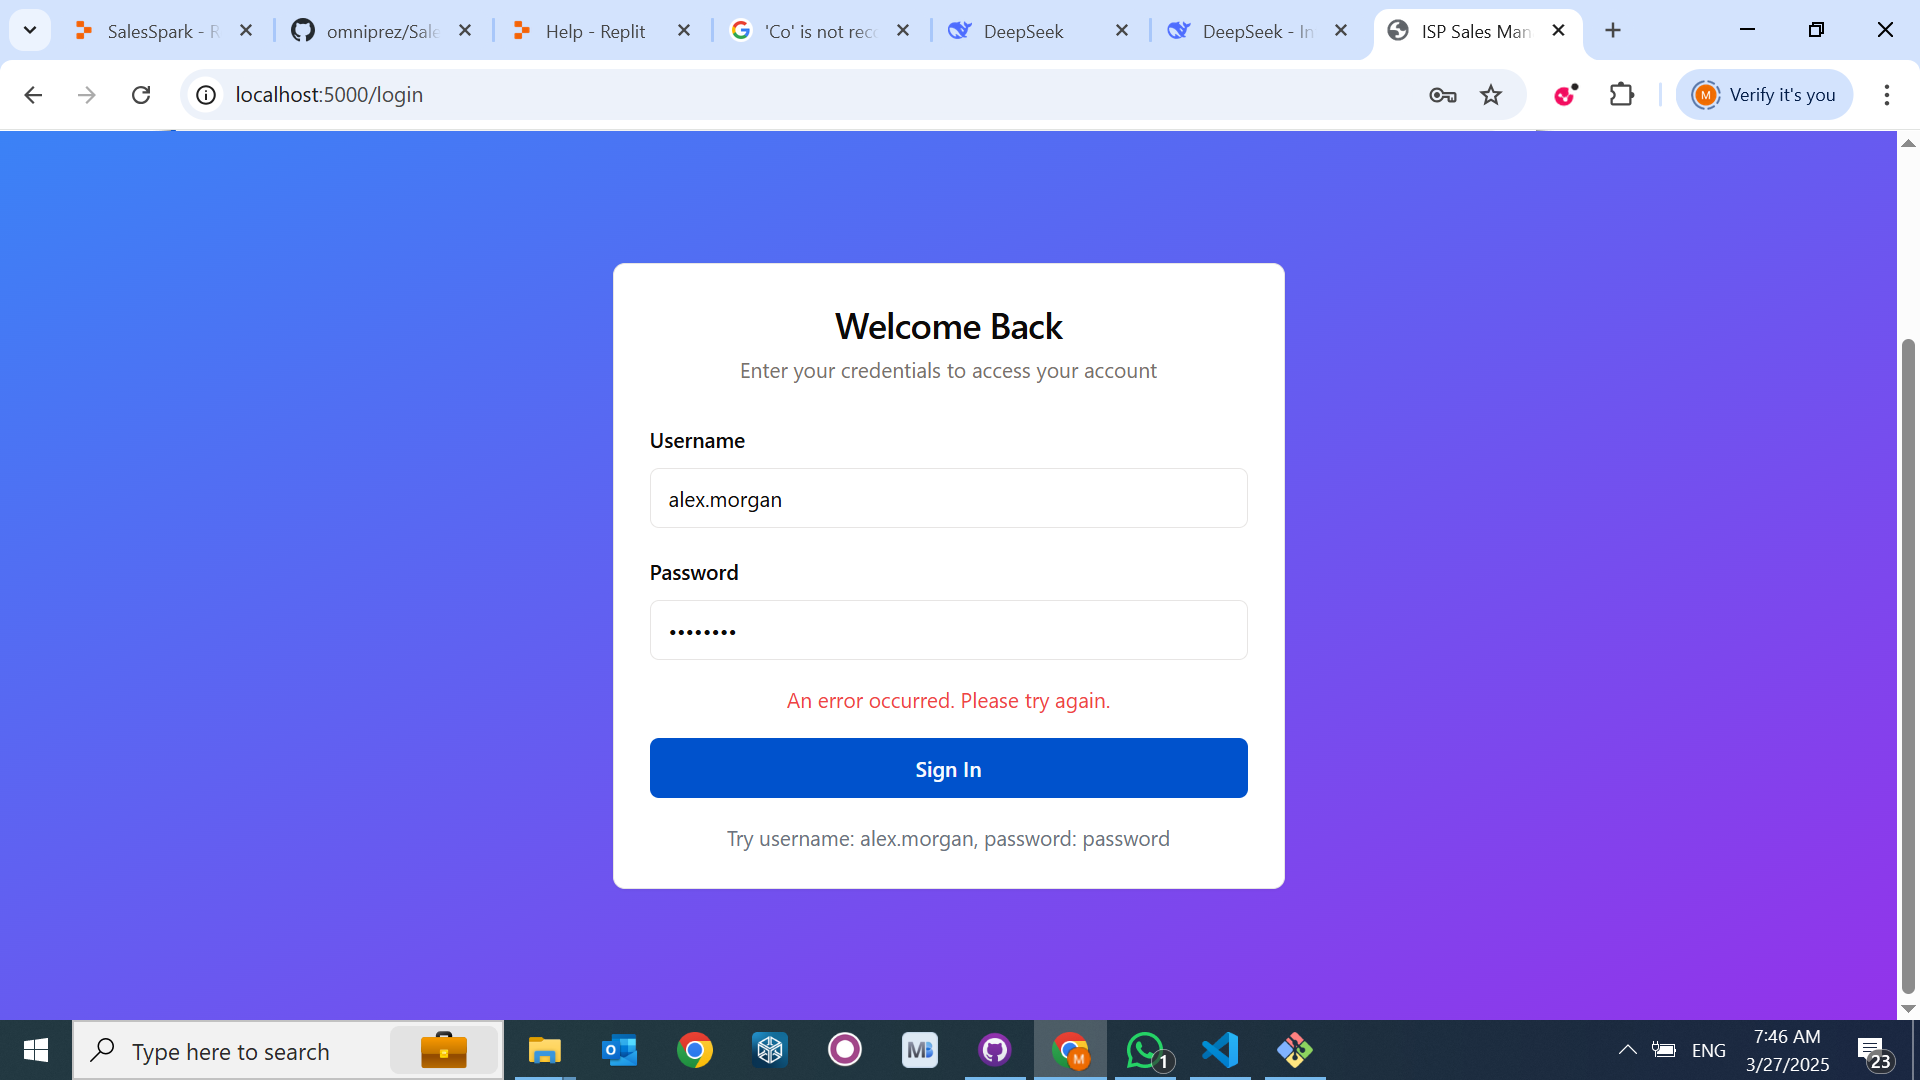 SalesSpark - R
omniprez/Sale
Help - Replit
'Co' is not reco
DeepSeek
DeepSeek - In
ISP Sales Man
localhost:5000/login
M
Verify it's you
Welcome Back
Enter your credentials to access your account
Username
alex.morgan
Password
••••••••
An error occurred. Please try again.
Sign In
Try username: alex.morgan, password: password
Type here to search
MB
M
1
ENG
7:46 AM
3/27/2025
23